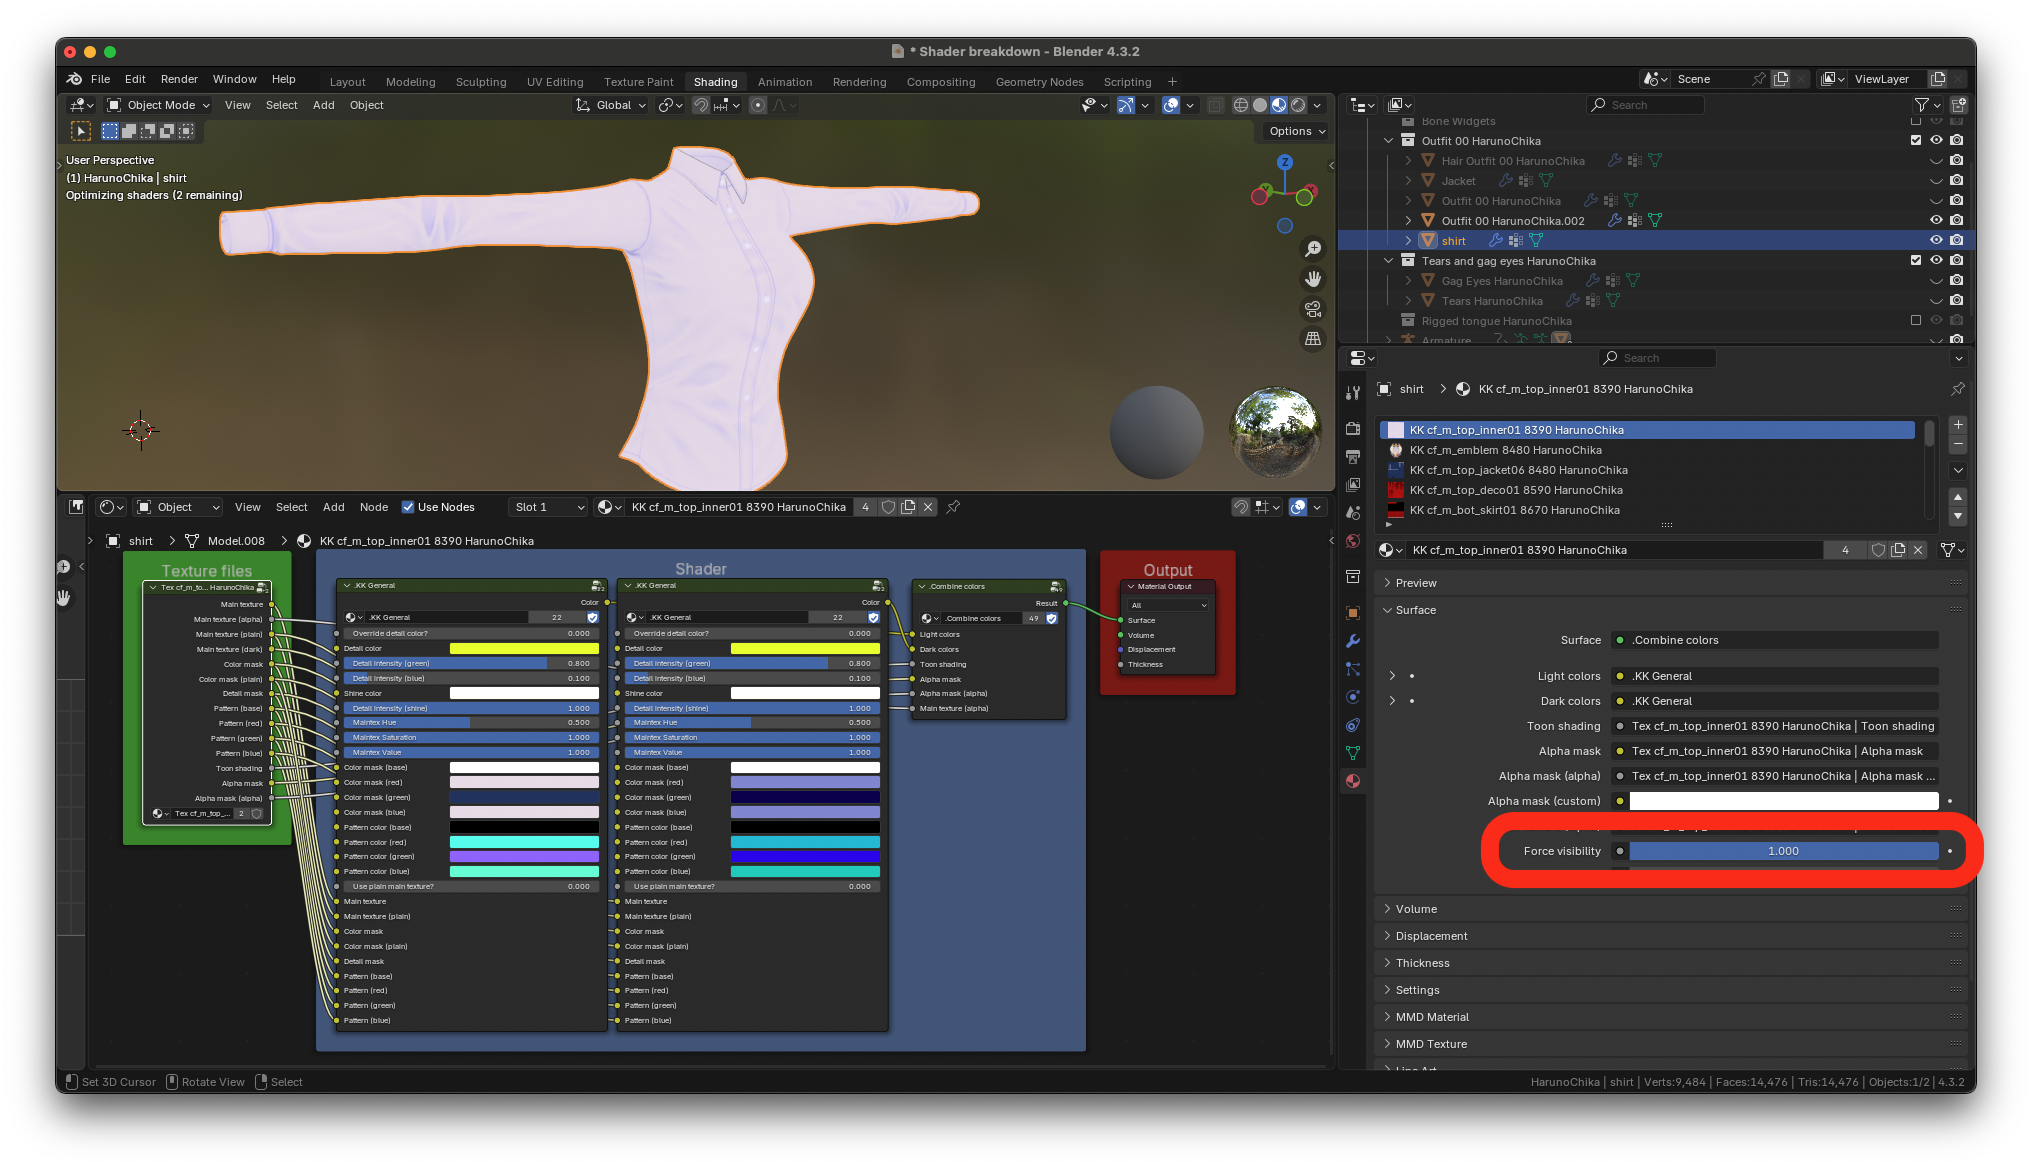 * Shader breakdown - Blender 4.3.2
File Edit Render Window Help
Layout Modeling Sculpting UV Editing Texture Paint Shading Animation Rendering Compositing Geometry Nodes Scripting +
Scene
ViewLayer
Object Mode View Select Add Object
Global
Options
User Perspective
(1) HarunoChika | shirt
Optimizing shaders (2 remaining)
Z
Search
Bone Widgets
Outfit 00 HarunoChika
Hair Outfit 00 HarunoChika
Jacket
Outfit 00 HarunoChika
Outfit 00 HarunoChika.002
shirt
Tears and gag eyes HarunoChika
Gag Eyes HarunoChika
Tears HarunoChika
Rigged tongue HarunoChika
Armature
Object View Select Add Node Use Nodes Slot 1 KK cf_m_top_inner01 8390 HarunoChika 4
shirt > Model.008 > KK cf_m_top_inner01 8390 HarunoChika
Texture files
Tex cf_m_to... HarunoChika
Main texture
Main texture (alpha)
Main texture (plain)
Main texture (dark)
Color mask
Color mask (plain)
Detail mask
Pattern (base)
Pattern (red)
Pattern (green)
Pattern (blue)
Toon shading
Alpha mask
Alpha mask (alpha)
Tex cf_m_top_... 2
Shader
.KK General
Color
.KK General 22
Override detail color? 0.000
Detail color
Detail intensity (green) 0.800
Detail intensity (blue) 0.100
Shine color
Detail intensity (shine) 1.000
Maintex Hue 0.500
Maintex Saturation 1.000
Maintex Value 1.000
Color mask (base)
Color mask (red)
Color mask (green)
Color mask (blue)
Pattern color (base)
Pattern color (red)
Pattern color (green)
Pattern color (blue)
Use plain main texture? 0.000
Main texture
Main texture (plain)
Color mask
Color mask (plain)
Detail mask
Pattern (base)
Pattern (red)
Pattern (green)
Pattern (blue)
.KK General
Color
.KK General 22
Override detail color? 0.000
Detail color
Detail intensity (green) 0.800
Detail intensity (blue) 0.100
Shine color
Detail intensity (shine) 1.000
Maintex Hue 0.500
Maintex Saturation 1.000
Maintex Value 1.000
Color mask (base)
Color mask (red)
Color mask (green)
Color mask (blue)
Pattern color (base)
Pattern color (red)
Pattern color (green)
Pattern color (blue)
Use plain main texture? 0.000
Main texture
Main texture (plain)
Color mask
Color mask (plain)
Detail mask
Pattern (base)
Pattern (red)
Pattern (green)
Pattern (blue)
.Combine colors
Result
.Combine colors 49
Light colors
Dark colors
Toon shading
Alpha mask
Alpha mask (alpha)
Main texture (alpha)
Output
Material Output
All
Surface
Volume
Displacement
Thickness
Search
shirt > KK cf_m_top_inner01 8390 HarunoChika
KK cf_m_top_inner01 8390 HarunoChika
KK cf_m_emblem 8480 HarunoChika
KK cf_m_top_jacket06 8480 HarunoChika
KK cf_m_top_deco01 8590 HarunoChika
KK cf_m_bot_skirt01 8670 HarunoChika
KK cf_m_top_inner01 8390 HarunoChika 4
Preview
Surface
Surface .Combine colors
Light colors .KK General
Dark colors .KK General
Toon shading Tex cf_m_top_inner01 8390 HarunoChika | Toon shading
Alpha mask Tex cf_m_top_inner01 8390 HarunoChika | Alpha mask
Alpha mask (alpha) Tex cf_m_top_inner01 8390 HarunoChika | Alpha mask ...
Alpha mask (custom)
Force visibility 1.000
Volume
Displacement
Thickness
Settings
MMD Material
MMD Texture
Line Art
Set 3D Cursor Rotate View Select
HarunoChika | shirt | Verts:9,484 | Faces:14,476 | Tris:14,476 | Objects:1/2 | 4.3.2